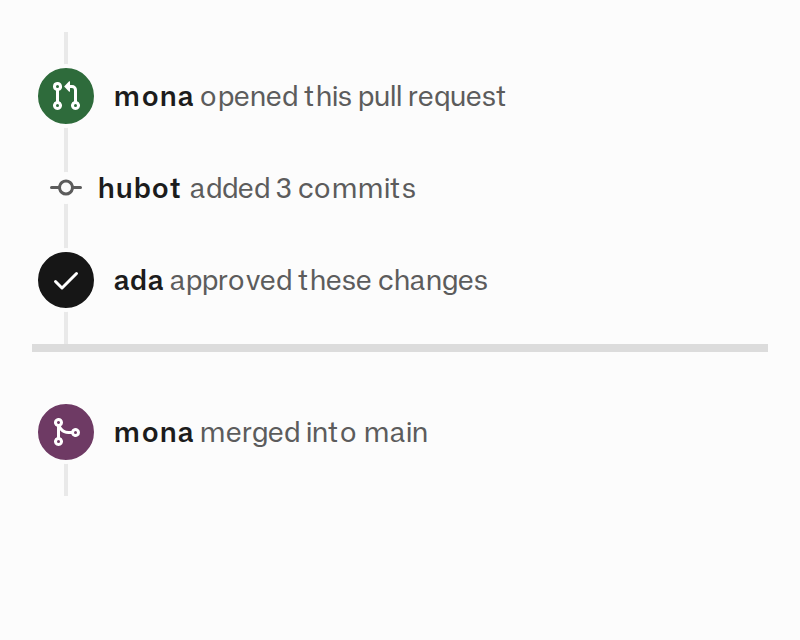 mona opened this pull request
hubot added 3 commits
ada approved these changes
mona merged into main